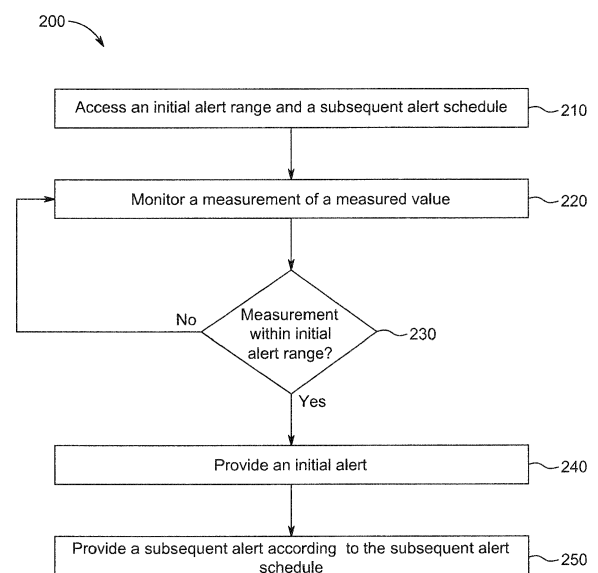 200
Access an initial alert range and a subsequent alert schedule
210
Monitor a measurement of a measured value
220
Measurement
within initial
alert range?
230
No
Yes
Provide an initial alert
240
Provide a subsequent alert according to the subsequent alert
schedule
250